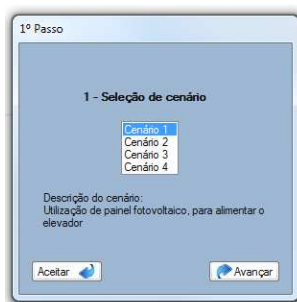 1º Passo
1 - Seleção de cenário
Cenário 1
Cenário 2
Cenário 3
Cenário 4
Descrição do cenário:
Utilização de painel fotovoltaico, para alimentar o
elevador
Aceitar
Avançar